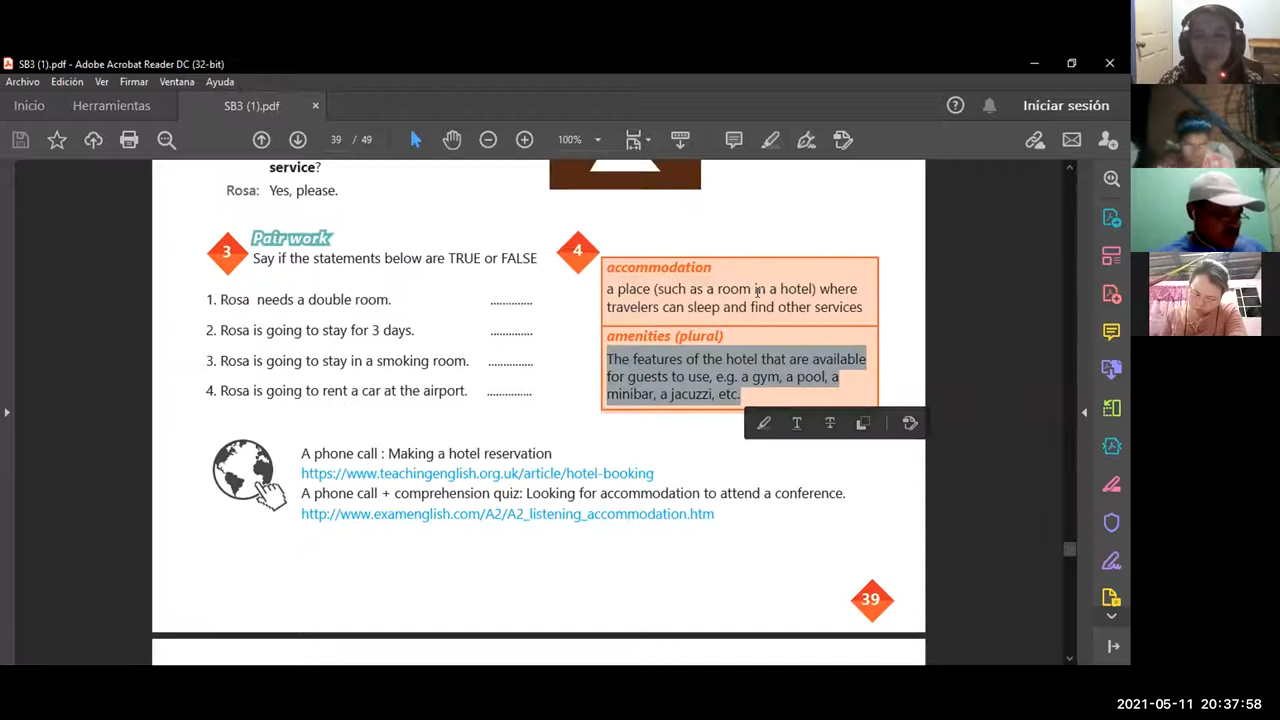 SB3 (1).pdf - Adobe Acrobat Reader DC (32-bit)
Archivo Edición Ver Firmar Ventana Ayuda
Inicio Herramientas SB3 (1).pdf × Iniciar sesión
39 / 49 100%
service?
Rosa: Yes, please.
3 Pair work
Say if the statements below are TRUE or FALSE
1. Rosa needs a double room. ..............
2. Rosa is going to stay for 3 days. ..............
3. Rosa is going to stay in a smoking room. ...............
4. Rosa is going to rent a car at the airport. ...............
4
accommodation
a place (such as a room in a hotel) where
travelers can sleep and find other services
amenities (plural)
The features of the hotel that are available
for guests to use, e.g. a gym, a pool, a
minibar, a jacuzzi, etc.
A phone call : Making a hotel reservation
https://www.teachingenglish.org.uk/article/hotel-booking
A phone call + comprehension quiz: Looking for accommodation to attend a conference.
http://www.examenglish.com/A2/A2_listening_accommodation.htm
39
2021-05-11 20:37:58